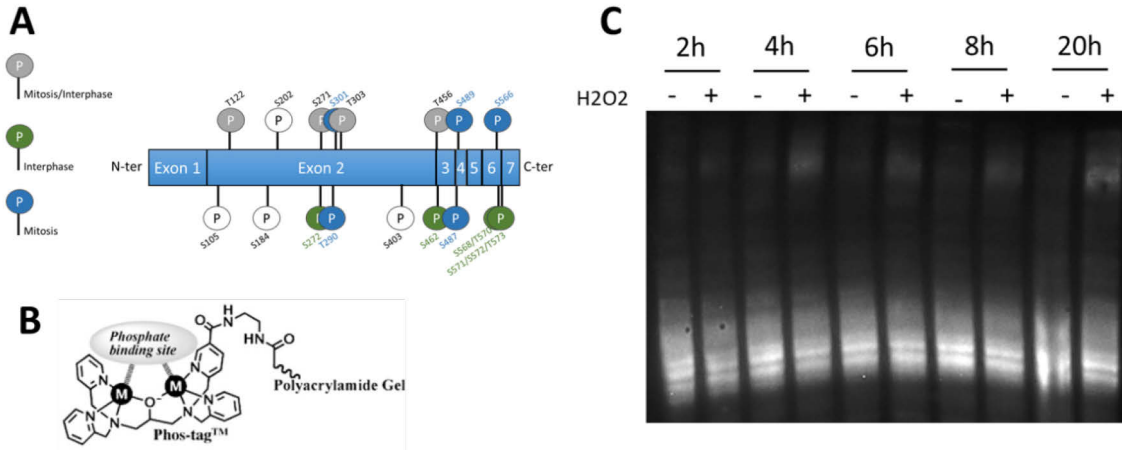 A
P
Mitosis/Interphase
P
Interphase
P
Mitosis
T122
S202
S271
S301
T303
T456
S489
S566
P
P
P
P
P
P
N-ter
Exon 1
Exon 2
3
4
5
6
7
C-ter
P
P
P
P
P
P
S105
S184
S272
T290
S403
S462
S487
S568/T570
S571/S572/T573
B
Phosphate
binding site
M
M
O-
N
N
N
N
N
N
O
H
N
N
H
O
Polyacrylamide Gel
Phos-tag™
C
2h
4h
6h
8h
20h
H2O2
- + - + - + - + - +